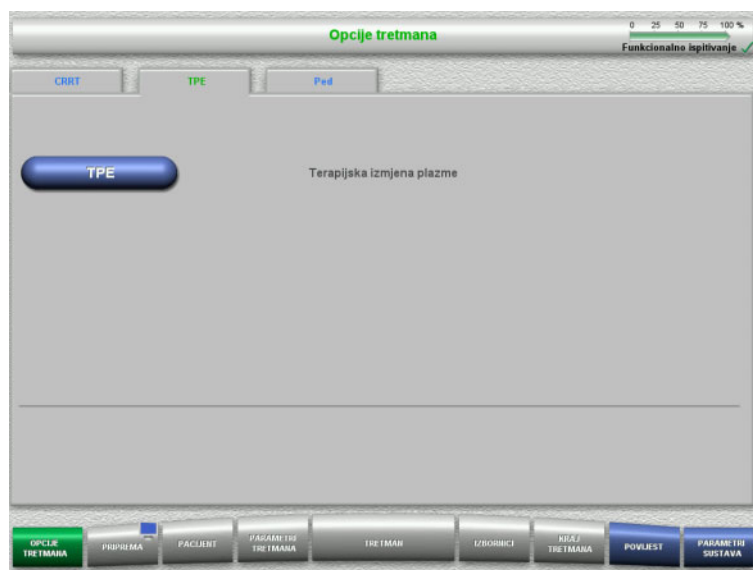 Opcije tretmana
0 25 50 75 100 %
Funkcionalno ispitivanje
CRRT TPE Ped
TPE Terapijska izmjena plazme
OPCIJE TRETMANA
PRIPREMA
PACIJENT
PARAMETRI TRETMANA
TRETMAN
IZBORNICI
KRAJ TRETMANA
POVIJEST
PARAMETRI SUSTAVA